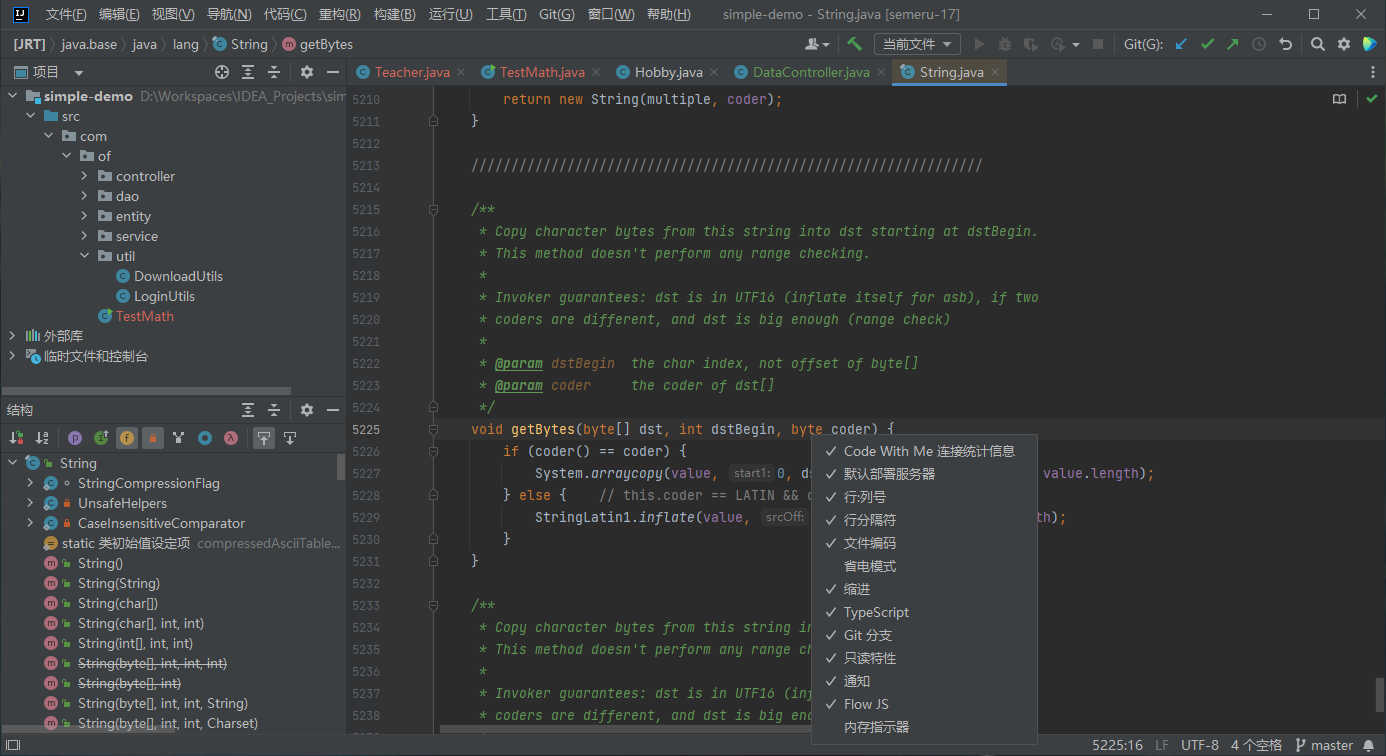 文件(F) 编辑(E) 视图(V) 导航(N) 代码(C) 重构(R) 构建(B) 运行(U) 工具(T) Git(G) 窗口(W) 帮助(H) simple-demo - String.java [semeru-17]
[JRT] java.base java lang String getBytes 当前文件 Git(G):
项目
Teacher.java TestMath.java Hobby.java DataController.java String.java
simple-demo D:\Workspaces\IDEA_Projects\sim
src
com
of
controller
dao
entity
service
util
DownloadUtils
LoginUtils
TestMath
外部库
临时文件和控制台
结构
String
StringCompressionFlag
UnsafeHelpers
CaseInsensitiveComparator
static 类初始值设定项 compressedAsciiTable...
String()
String(String)
String(char[])
String(char[], int, int)
String(int[], int, int)
String(byte[], int, int, int)
String(byte[], int)
String(byte[], int, int, String)
String(byte[], int, int, Charset)
5210 return new String(multiple, coder);
5211 }
5212
5213 ////////////////////////////////////////////////////////////////
5214
5215 /**
5216 * Copy character bytes from this string into dst starting at dstBegin.
5217 * This method doesn't perform any range checking.
5218 *
5219 * Invoker guarantees: dst is in UTF16 (inflate itself for asb), if two
5220 * coders are different, and dst is big enough (range check)
5221 *
5222 * @param dstBegin the char index, not offset of byte[]
5223 * @param coder the coder of dst[]
5224 */
5225 void getBytes(byte[] dst, int dstBegin, byte coder) {
5226 if (coder() == coder) {
5227 System.arraycopy(value, start1: 0, ds value.length);
5228 } else { // this.coder == LATIN && c
5229 StringLatin1.inflate(value, srcOff: th);
5230 }
5231 }
5232
5233 /**
5234 * Copy character bytes from this string in
5235 * This method doesn't perform any range ch
5236 *
5237 * Invoker guarantees: dst is in UTF16 (inf
5238 * coders are different, and dst is big eno
Code With Me 连接统计信息
默认部署服务器
行:列号
行分隔符
文件编码
省电模式
缩进
TypeScript
Git 分支
只读特性
通知
Flow JS
内存指示器
5225:16 LF UTF-8 4 个空格 master